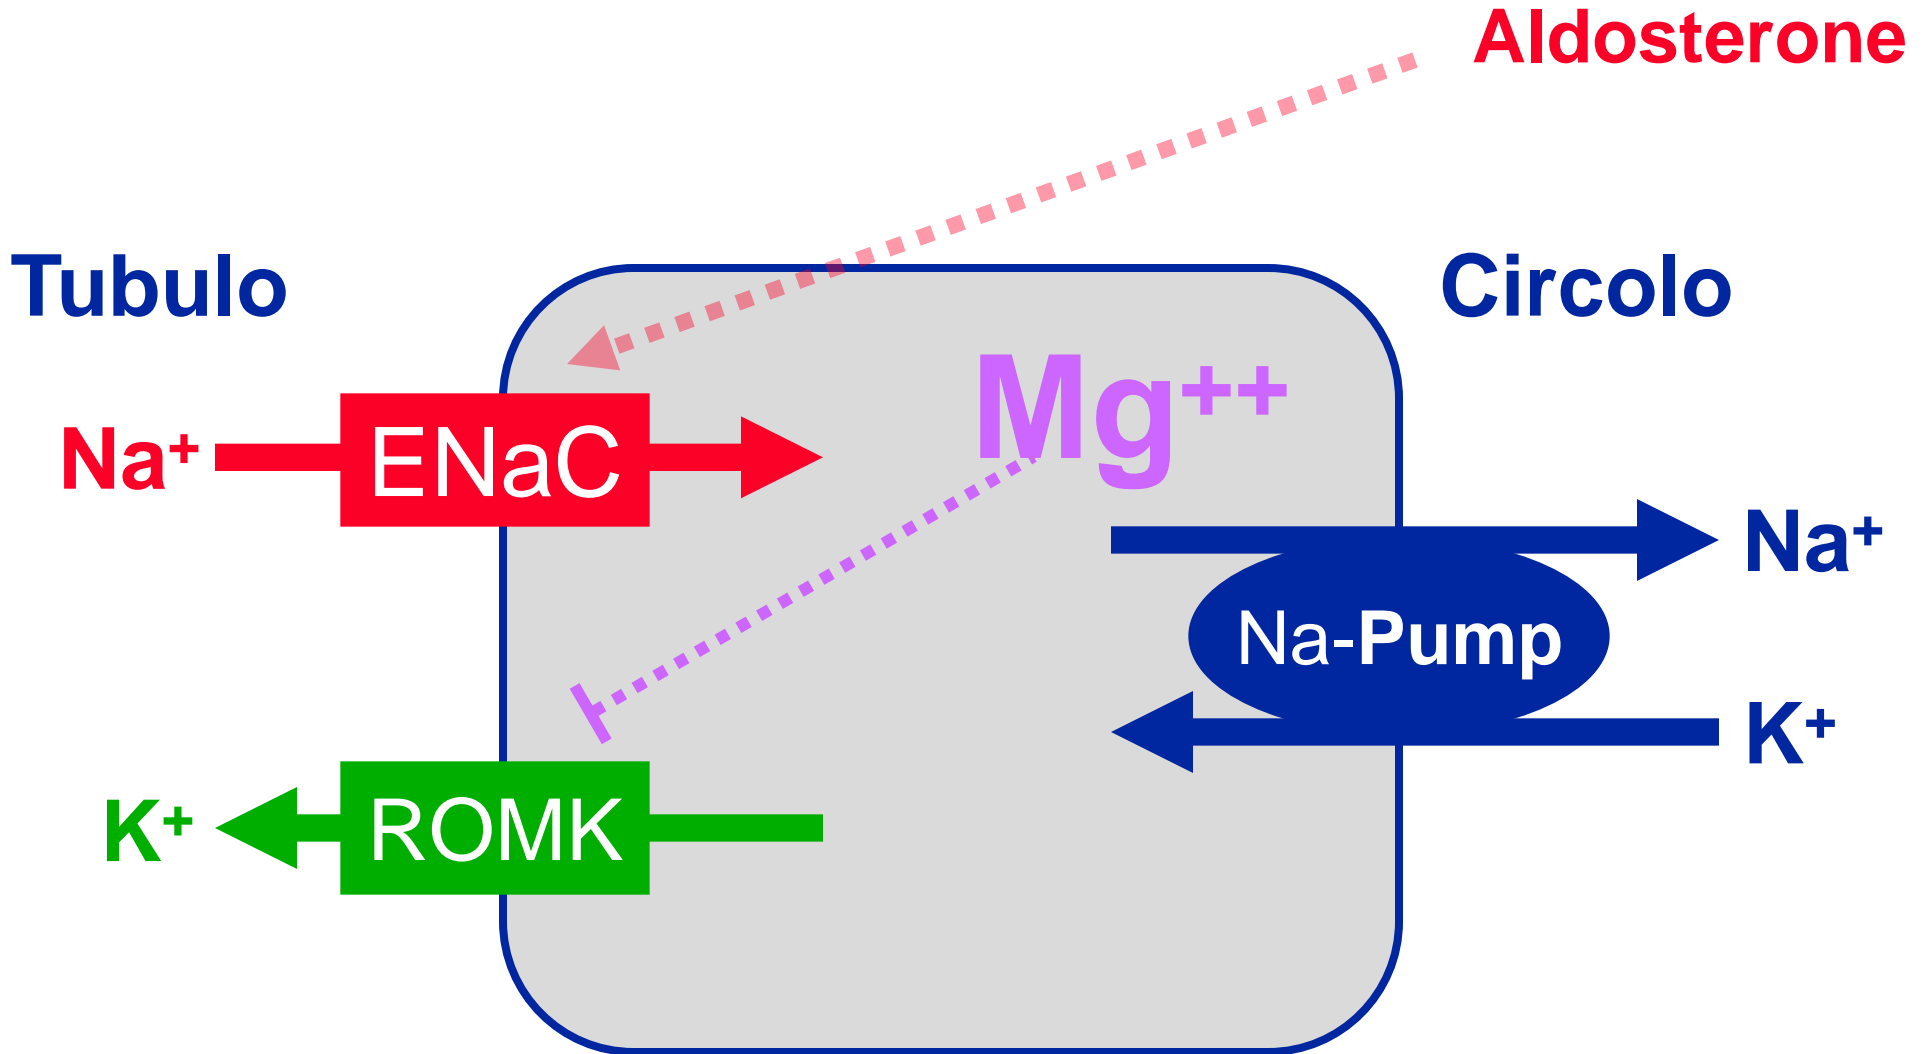 Aldosterone
Tubulo
Circolo
Mg⁺⁺
Na⁺
ENaC
Na⁺
Na-Pump
K⁺
K⁺
ROMK